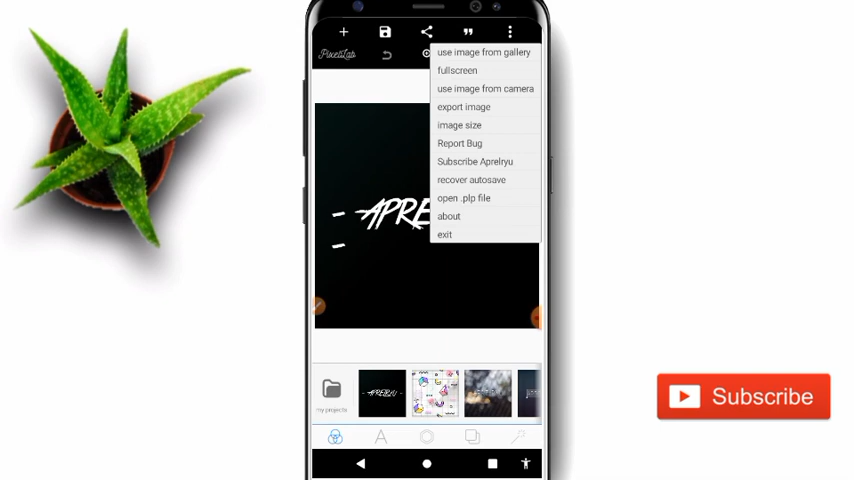 PixelLab
use image from gallery
fullscreen
use image from camera
export image
image size
Report Bug
Subscribe Aprelryu
recover autosave
open .plp file
about
exit
APRE
my projects
APRELRYU
Subscribe